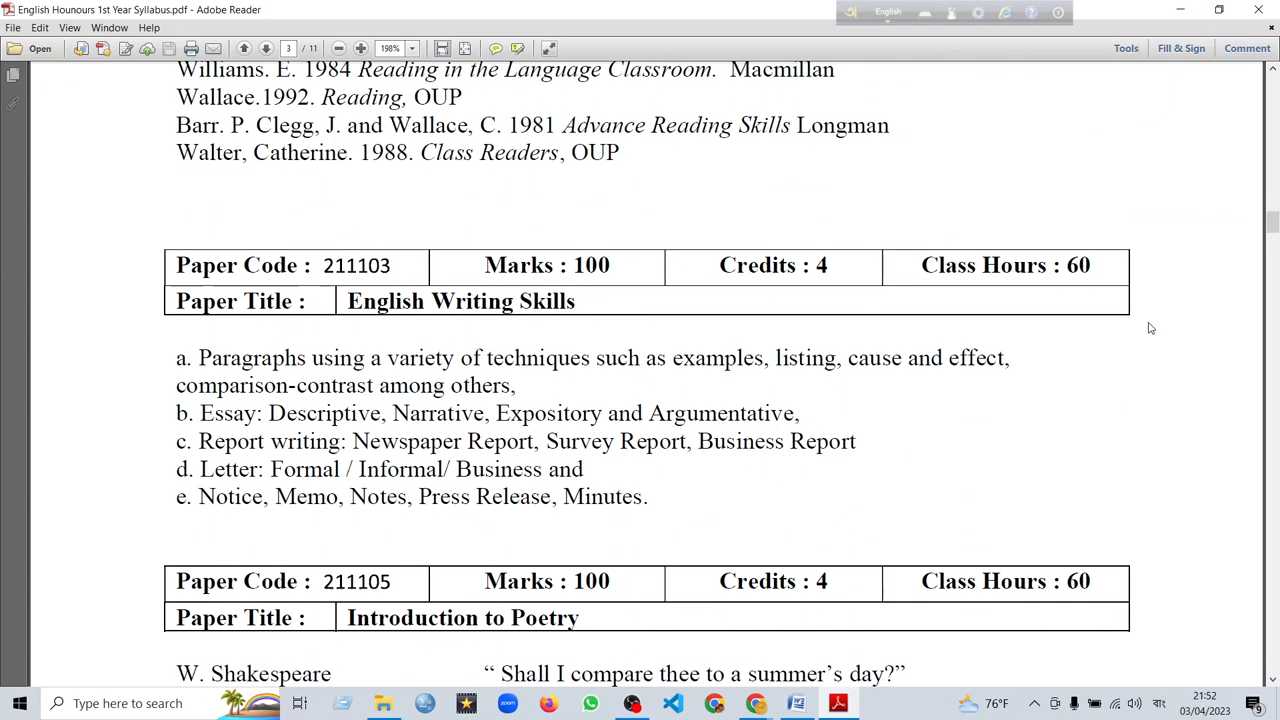 English Hounours 1st Year Syllabus.pdf - Adobe Reader
English
File Edit View Window Help
Open 3 / 11 198% Tools Fill & Sign Comment
Williams. E. 1984 Reading in the Language Classroom. Macmillan
Wallace.1992. Reading, OUP
Barr. P. Clegg, J. and Wallace, C. 1981 Advance Reading Skills Longman
Walter, Catherine. 1988. Class Readers, OUP
Paper Code : 211103 Marks : 100 Credits : 4 Class Hours : 60
Paper Title : English Writing Skills
a. Paragraphs using a variety of techniques such as examples, listing, cause and effect,
comparison-contrast among others,
b. Essay: Descriptive, Narrative, Expository and Argumentative,
c. Report writing: Newspaper Report, Survey Report, Business Report
d. Letter: Formal / Informal/ Business and
e. Notice, Memo, Notes, Press Release, Minutes.
Paper Code : 211105 Marks : 100 Credits : 4 Class Hours : 60
Paper Title : Introduction to Poetry
W. Shakespeare “ Shall I compare thee to a summer’s day?”
Type here to search zoom 76°F বাং 21:52
03/04/2023 9